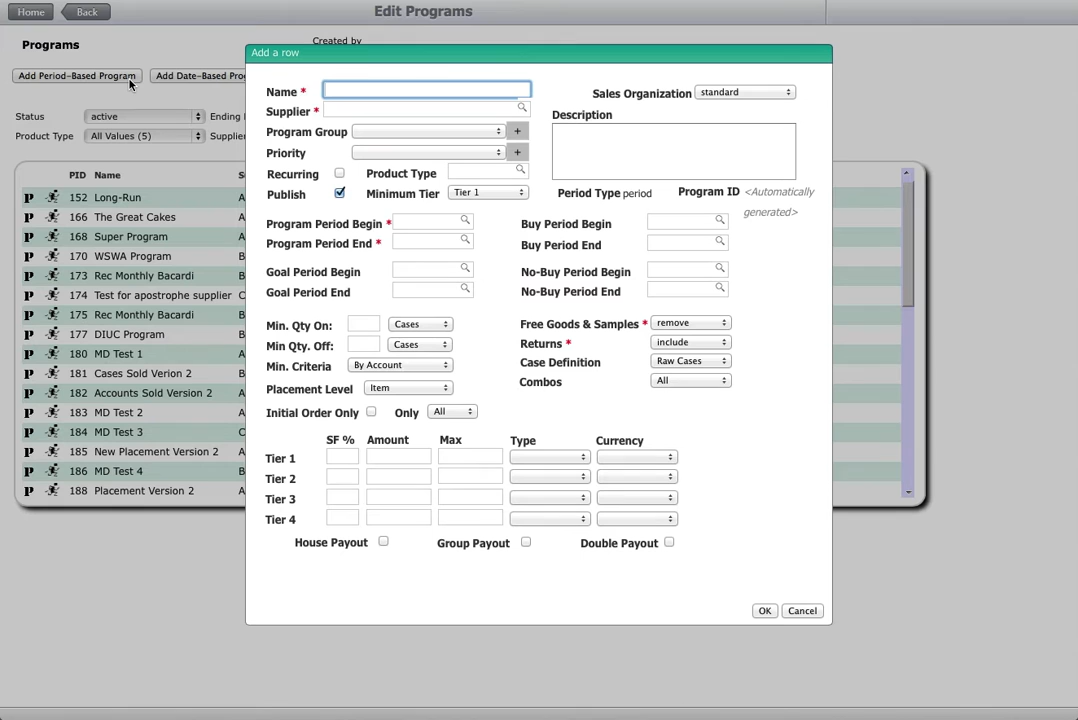 Home
Back
Edit Programs
Programs
Created by
Add Period-Based Program
Add Date-Based Pro
Status
active
Ending
Product Type
All Values (5)
Supplier
PID
Name
P 152 Long-Run A
P 166 The Great Cakes A
P 168 Super Program A
P 170 WSWA Program B
P 173 Rec Monthly Bacardi B
P 174 Test for apostrophe supplier C
P 175 Rec Monthly Bacardi B
P 177 DIUC Program B
P 180 MD Test 1 A
P 181 Cases Sold Verion 2 A
P 182 Accounts Sold Version 2 A
P 183 MD Test 2 A
P 184 MD Test 3 C
P 185 New Placement Version 2 A
P 186 MD Test 4 B
P 188 Placement Version 2 A
Add a row
Name *
Sales Organization
standard
Supplier *
Description
Program Group
+
Priority
+
Recurring
Product Type
Publish
Minimum Tier
Tier 1
Period Type period
Program ID <Automatically
generated>
Program Period Begin *
Buy Period Begin
Program Period End *
Buy Period End
Goal Period Begin
No-Buy Period Begin
Goal Period End
No-Buy Period End
Min. Qty On:
Cases
Free Goods & Samples *
remove
Min Qty. Off:
Cases
Returns *
include
Min. Criteria
By Account
Case Definition
Raw Cases
Placement Level
Item
Combos
All
Initial Order Only
Only
All
SF % Amount Max Type Currency
Tier 1
Tier 2
Tier 3
Tier 4
House Payout
Group Payout
Double Payout
OK
Cancel